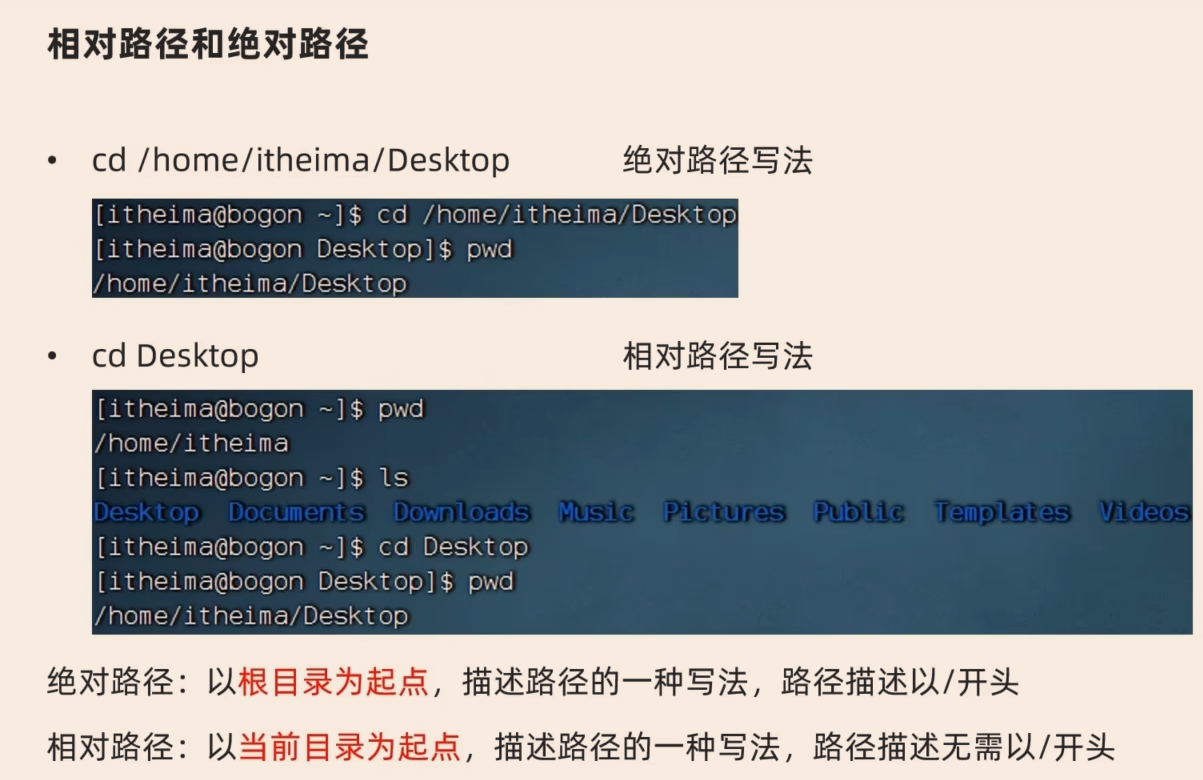 相对路径和绝对路径
• cd /home/itheima/Desktop 绝对路径写法
[itheima@bogon ~]$ cd /home/itheima/Desktop
[itheima@bogon Desktop]$ pwd
/home/itheima/Desktop
• cd Desktop 相对路径写法
[itheima@bogon ~]$ pwd
/home/itheima
[itheima@bogon ~]$ ls
Desktop Documents Downloads Music Pictures Public Templates Videos
[itheima@bogon ~]$ cd Desktop
[itheima@bogon Desktop]$ pwd
/home/itheima/Desktop
绝对路径：以根目录为起点，描述路径的一种写法，路径描述以/开头
相对路径：以当前目录为起点，描述路径的一种写法，路径描述无需以/开头